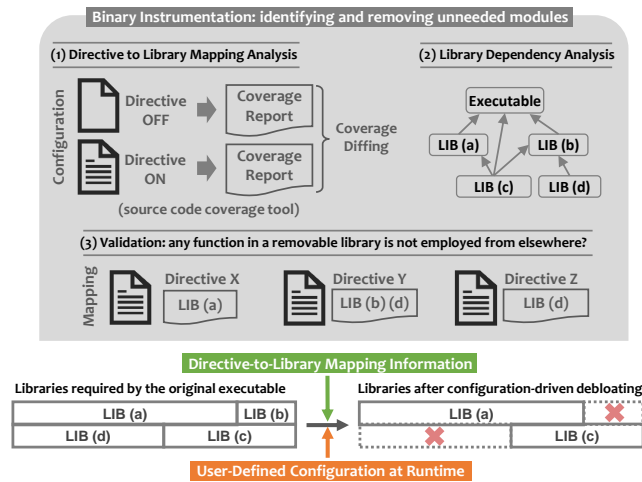 Binary Instrumentation: identifying and removing unneeded modules
(1) Directive to Library Mapping Analysis
(2) Library Dependency Analysis
Configuration
Directive
OFF
Coverage
Report
Directive
ON
Coverage
Report
Coverage
Diffing
(source code coverage tool)
Executable
LIB (a)
LIB (b)
LIB (c)
LIB (d)
(3) Validation: any function in a removable library is not employed from elsewhere?
Mapping
Directive X
LIB (a)
Directive Y
LIB (b) (d)
Directive Z
LIB (d)
Directive-to-Library Mapping Information
Libraries required by the original executable
Libraries after configuration-driven debloating
LIB (a)
LIB (b)
LIB (d)
LIB (c)
LIB (a)
LIB (c)
User-Defined Configuration at Runtime